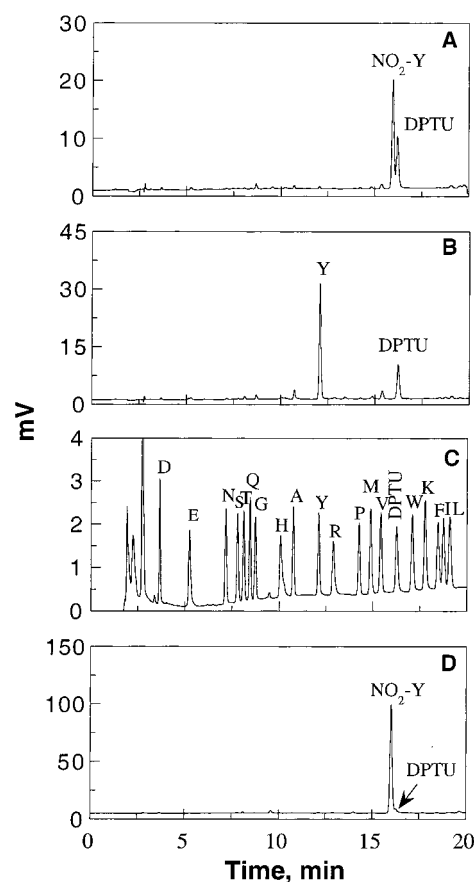 30
20
10
0
A
NO2-Y
DPTU
45
30
15
0
B
Y
DPTU
mV
4
3
2
1
0
C
D
E
N
S
T
Q
G
H
A
Y
R
P
M
V
DPTU
W
K
F
I
L
150
100
50
0
D
NO2-Y
DPTU
0 5 10 15 20
Time, min